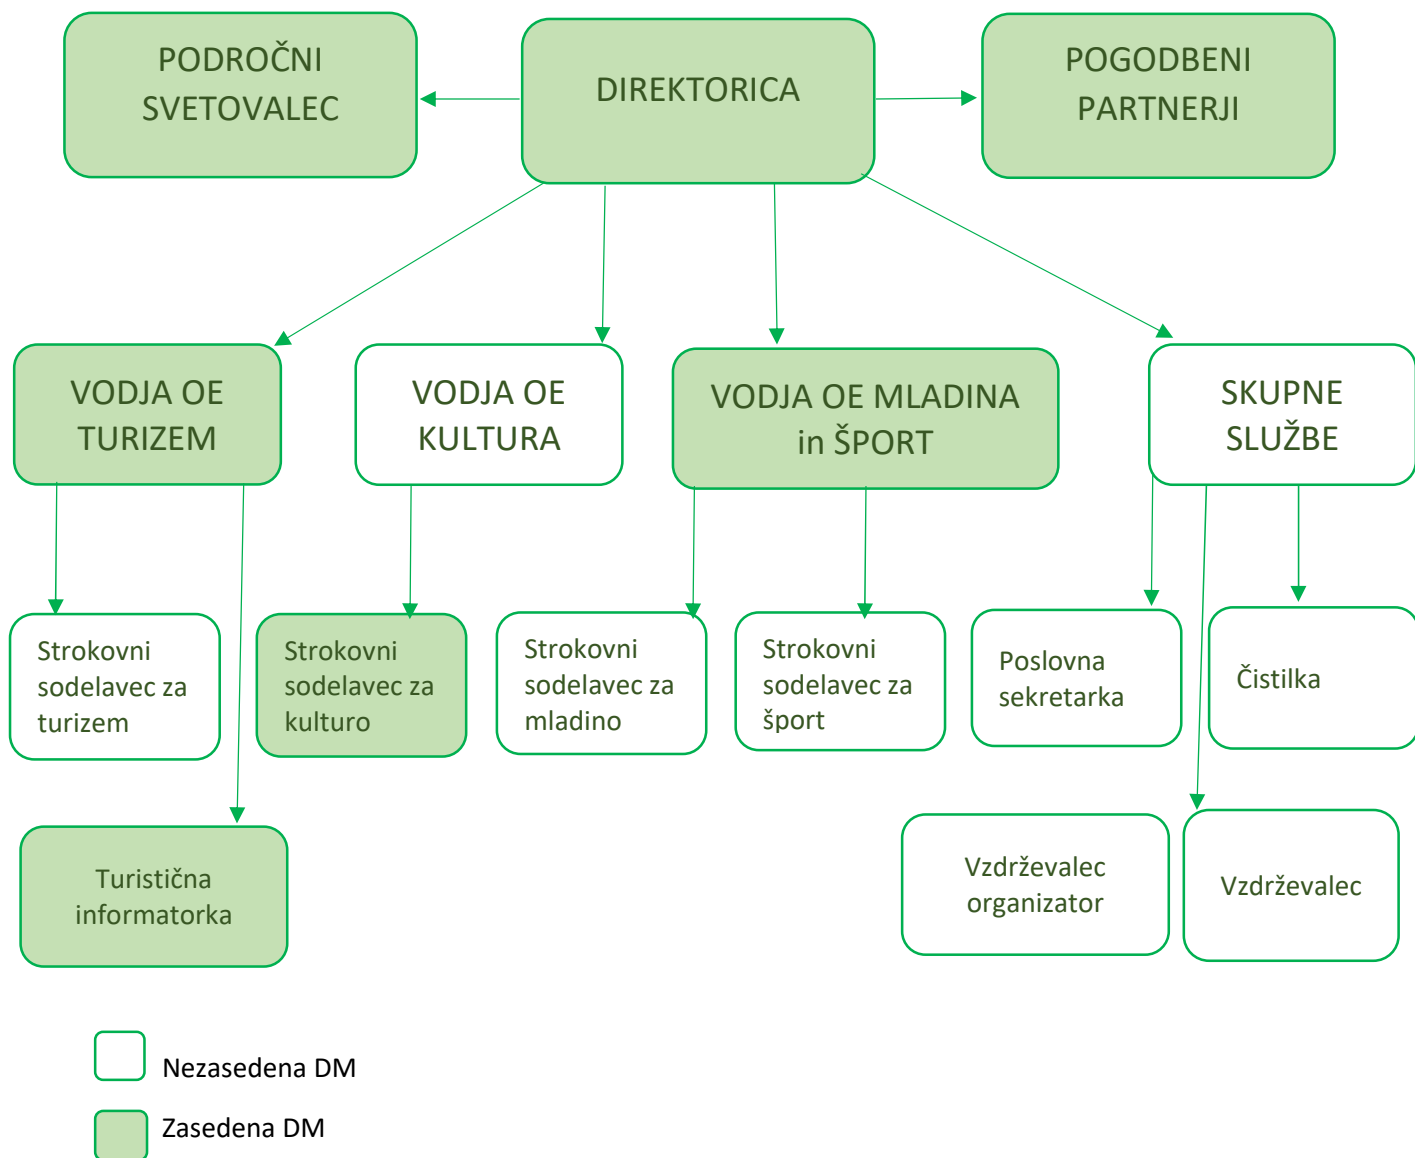 PODROČNI
SVETOVALEC
DIREKTORICA
POGODBENI
PARTNERJI
VODJA OE
TURIZEM
VODJA OE
KULTURA
VODJA OE MLADINA
in ŠPORT
SKUPNE
SLUŽBE
Strokovni
sodelavec za
turizem
Strokovni
sodelavec za
kulturo
Strokovni
sodelavec za
mladino
Strokovni
sodelavec za
šport
Poslovna
sekretarka
Čistilka
Turistična
informatorka
Vzdrževalec
organizator
Vzdrževalec
Nezasedena DM
Zasedena DM